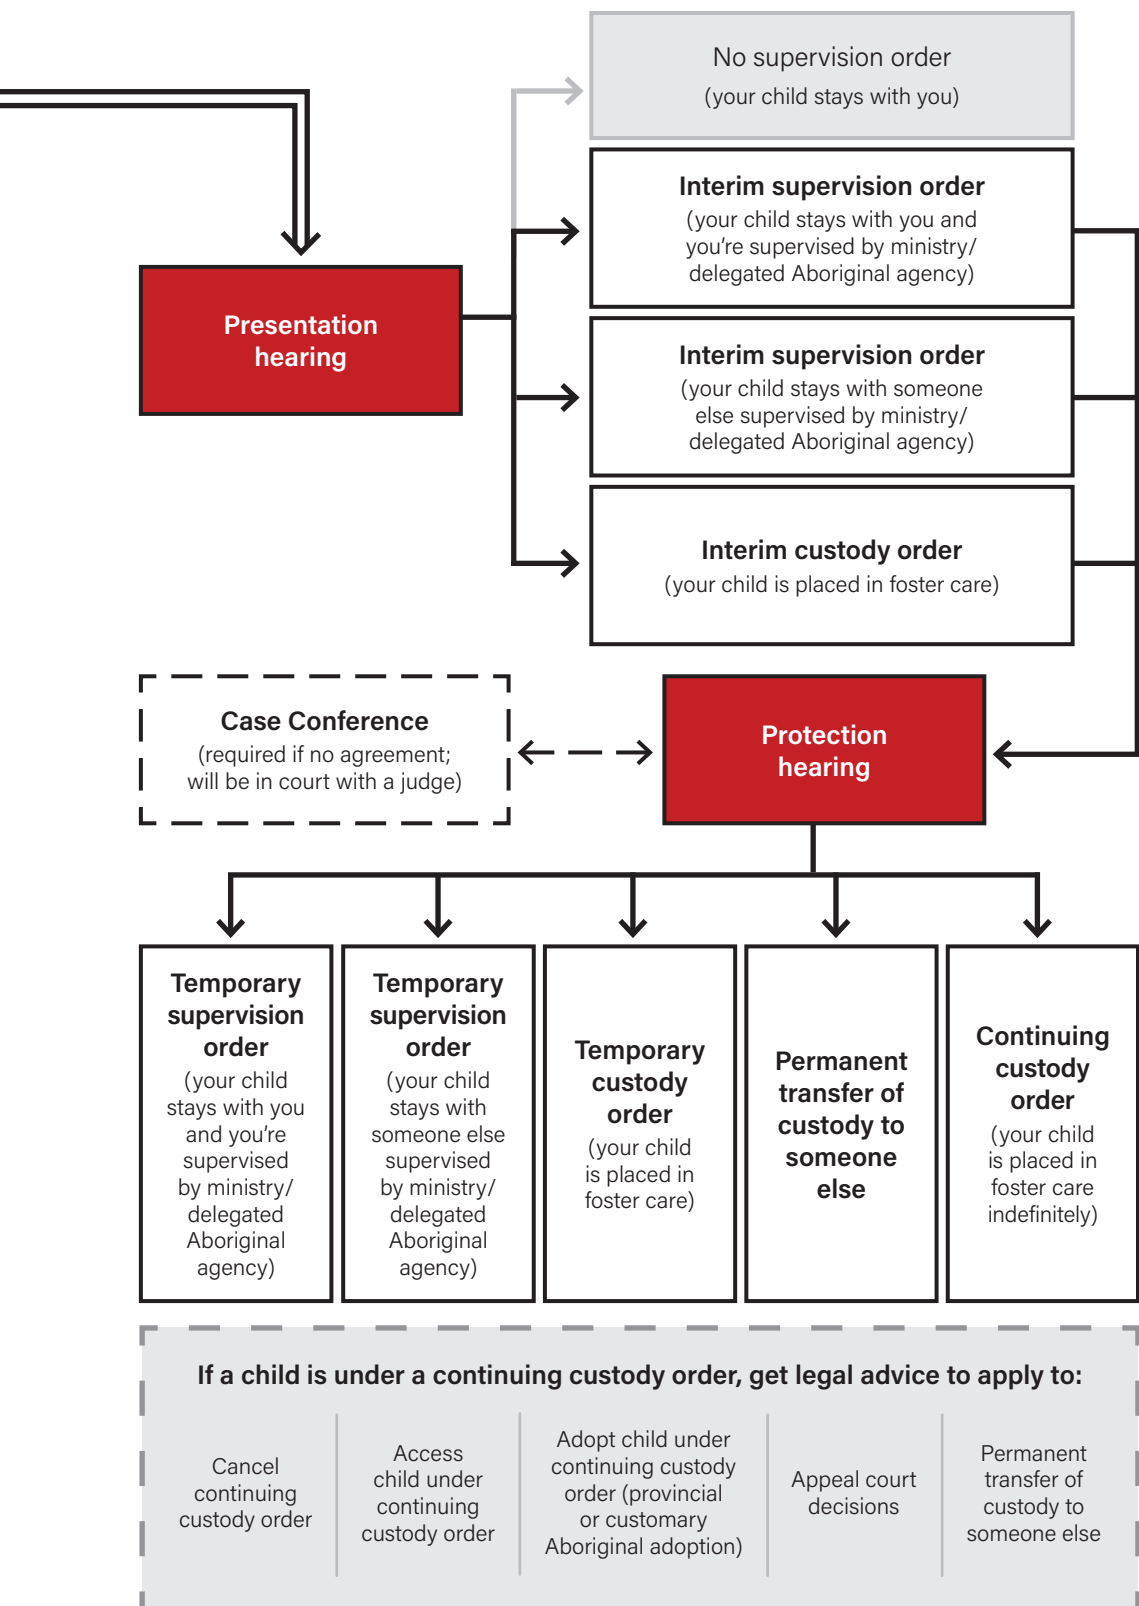 No supervision order
(your child stays with you)
Interim supervision order
(your child stays with you and
you're supervised by ministry/
delegated Aboriginal agency)
Presentation
hearing
Interim supervision order
(your child stays with someone
else supervised by ministry/
delegated Aboriginal agency)
Interim custody order
(your child is placed in foster care)
Case Conference
(required if no agreement;
will be in court with a judge)
Protection
hearing
Temporary
supervision
order
(your child
stays with you
and you're
supervised
by ministry/
delegated
Aboriginal
agency)
Temporary
supervision
order
(your child
stays with
someone else
supervised
by ministry/
delegated
Aboriginal
agency)
Temporary
custody
order
(your child
is placed in
foster care)
Permanent
transfer of
custody to
someone
else
Continuing
custody
order
(your child
is placed in
foster care
indefinitely)
If a child is under a continuing custody order, get legal advice to apply to:
Cancel
continuing
custody order
Access
child under
continuing
custody order
Adopt child under
continuing custody
order (provincial
or customary
Aboriginal adoption)
Appeal court
decisions
Permanent
transfer of
custody to
someone else